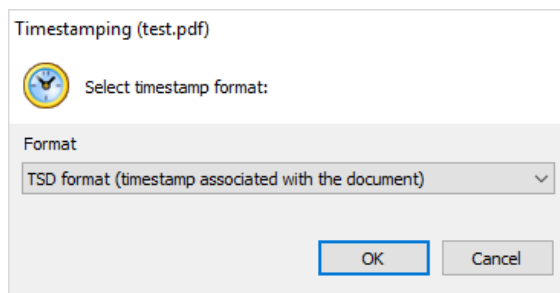 Timestamping (test.pdf)
Select timestamp format:
Format
TSD format (timestamp associated with the document)
OK Cancel